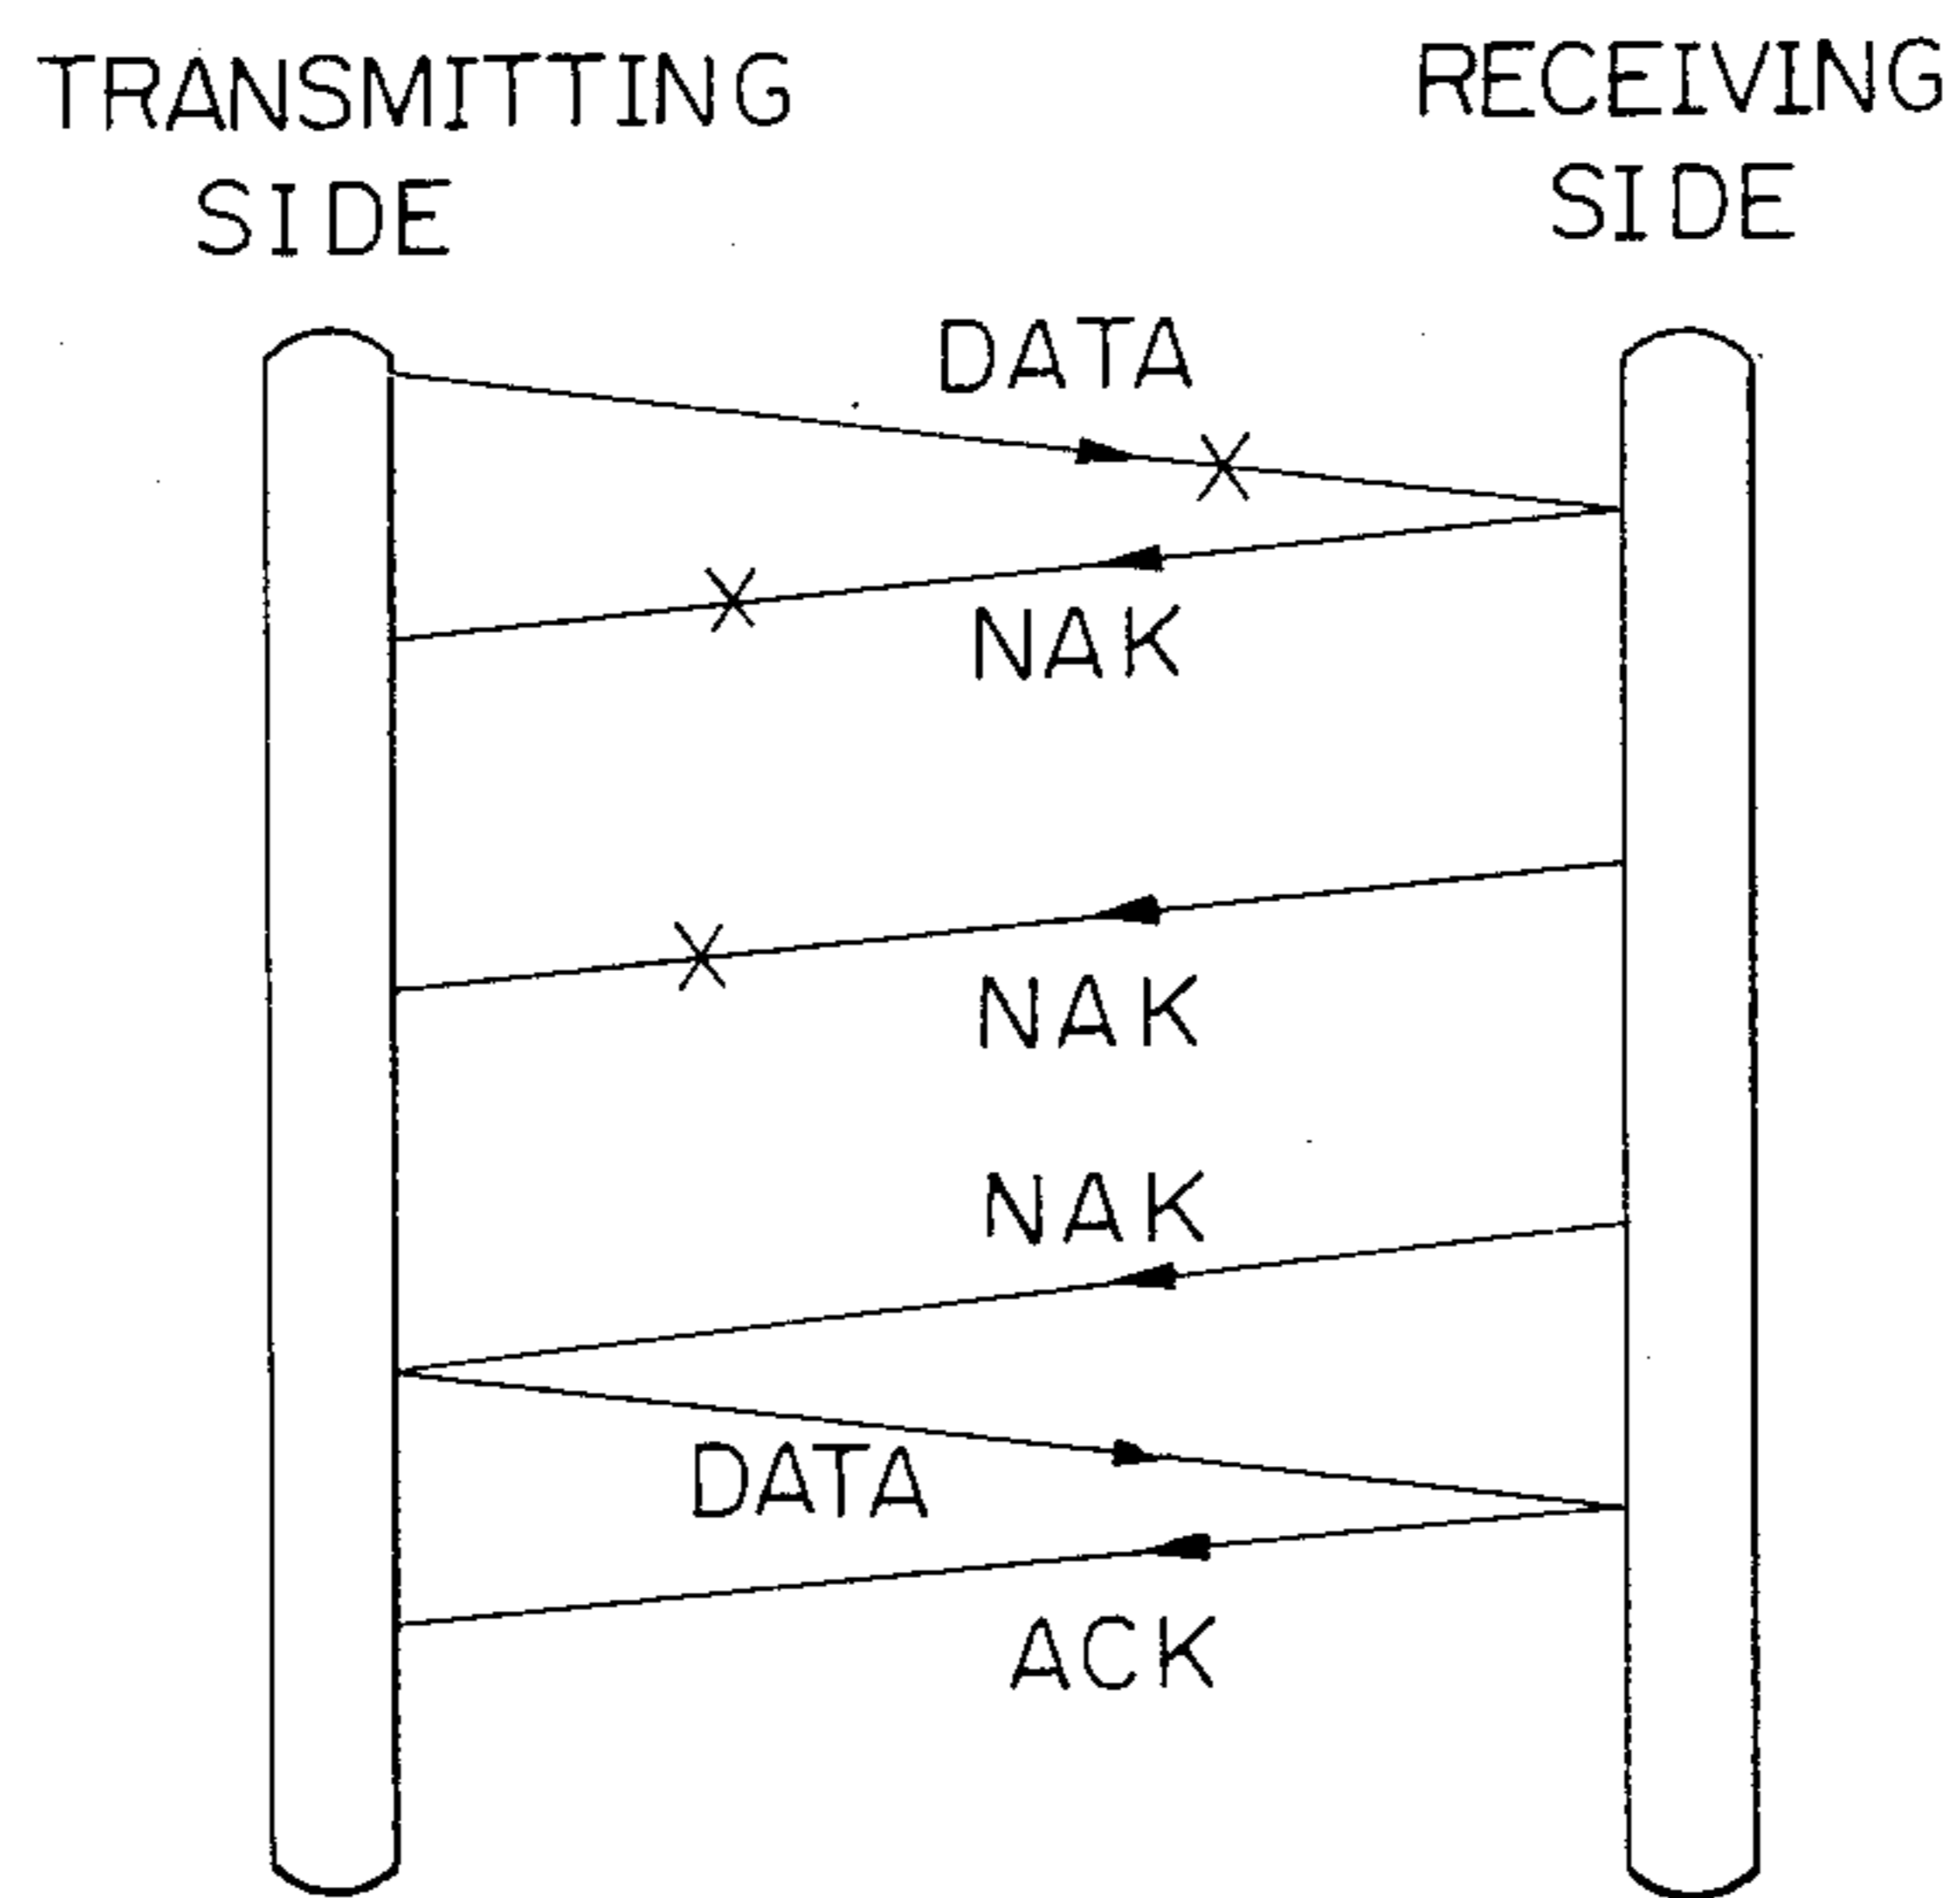 TRANSMITTING
SIDE
RECEIVING
SIDE
DATA
NAK
NAK
NAK
DATA
ACK